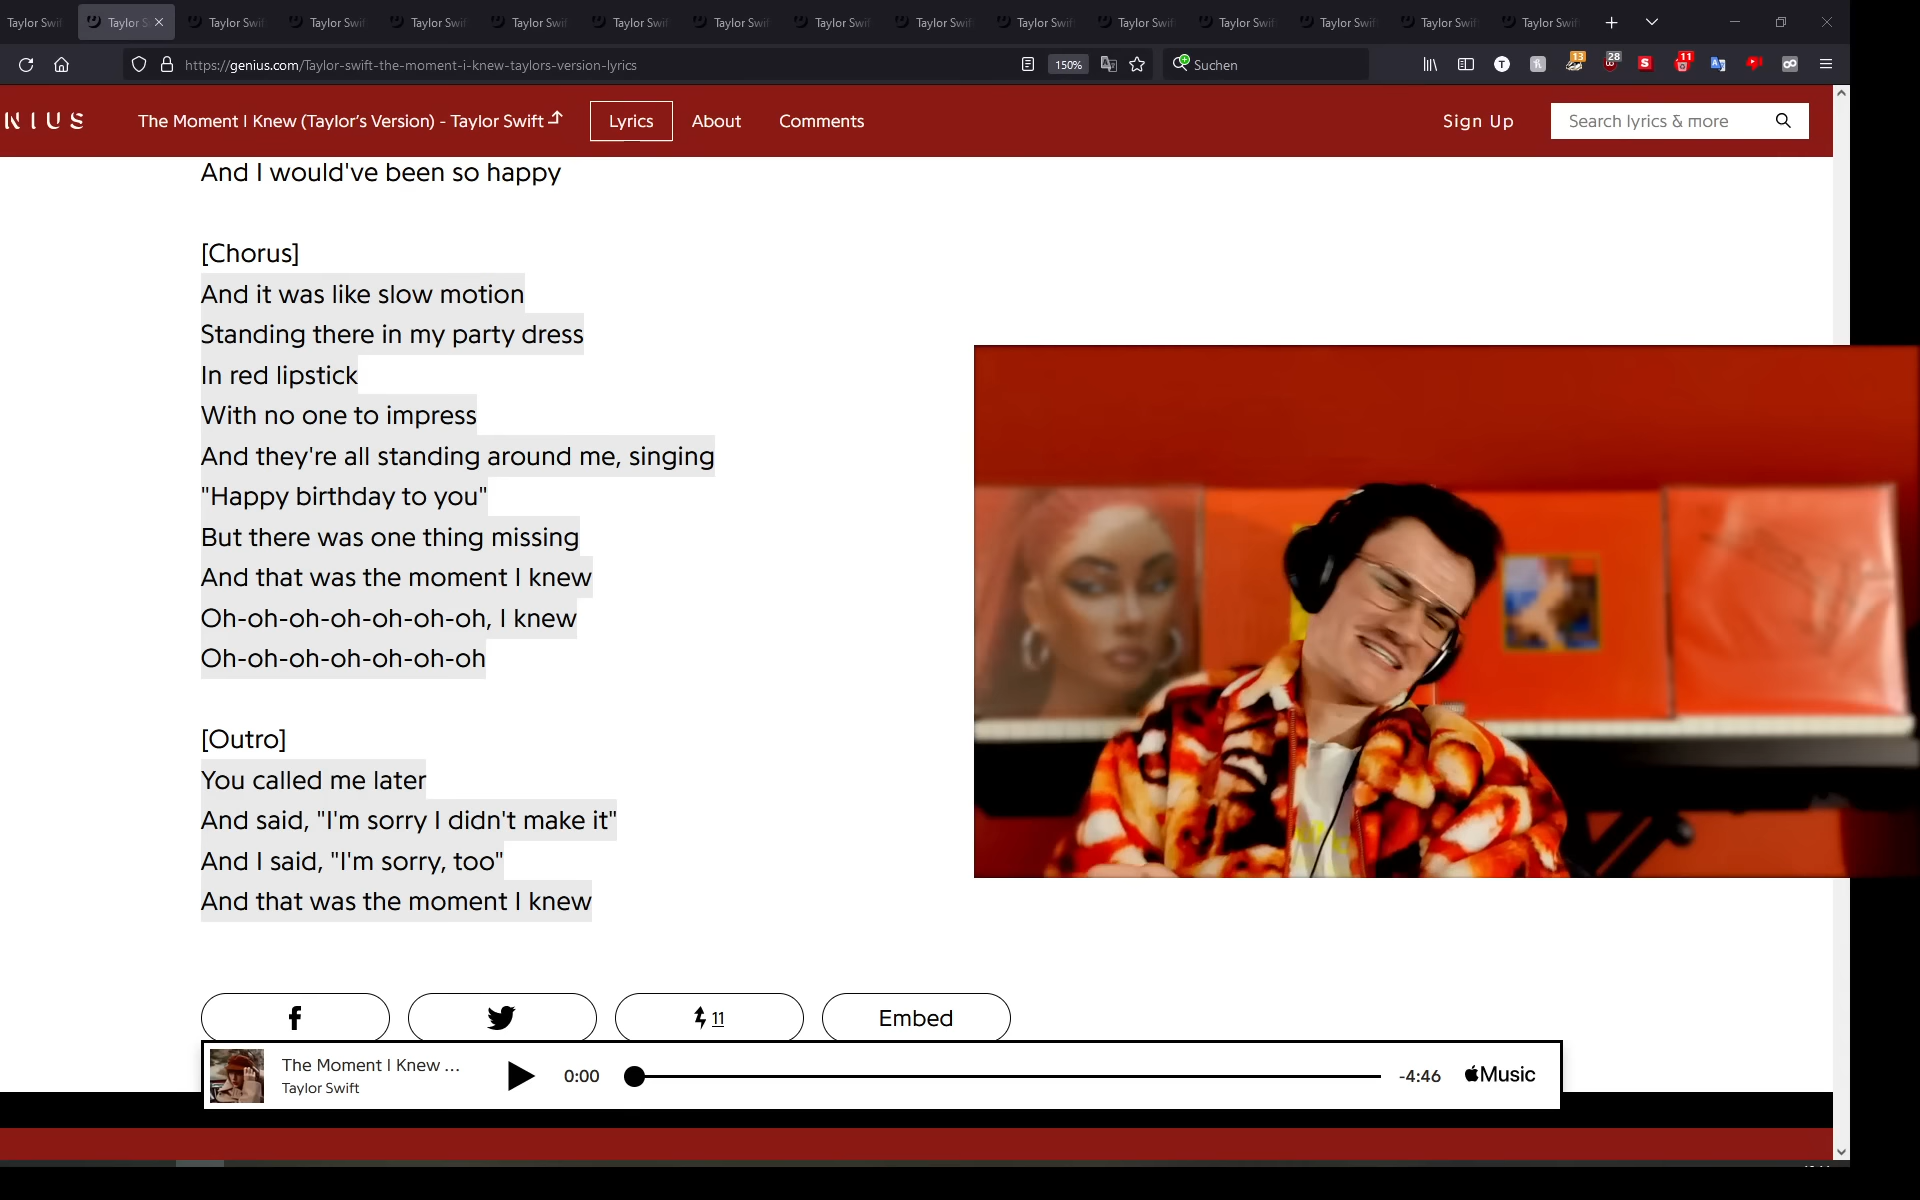 Taylor Swif
Taylor S
Taylor Swif
Taylor Swif
Taylor Swif
Taylor Swif
Taylor Swif
Taylor Swif
Taylor Swif
Taylor Swif
Taylor Swif
Taylor Swif
Taylor Swif
Taylor Swif
Taylor Swif
Taylor Swif
https://genius.com/Taylor-swift-the-moment-i-knew-taylors-version-lyrics
150%
Suchen
13
28
11
NIUS
The Moment I Knew (Taylor’s Version) - Taylor Swift
Lyrics
About
Comments
Sign Up
Search lyrics & more
And I would've been so happy
[Chorus]
And it was like slow motion
Standing there in my party dress
In red lipstick
With no one to impress
And they're all standing around me, singing
"Happy birthday to you"
But there was one thing missing
And that was the moment I knew
Oh-oh-oh-oh-oh-oh-oh, I knew
Oh-oh-oh-oh-oh-oh-oh
[Outro]
You called me later
And said, "I'm sorry I didn't make it"
And I said, "I'm sorry, too"
And that was the moment I knew
11
Embed
The Moment I Knew ...
Taylor Swift
0:00
-4:46
Music